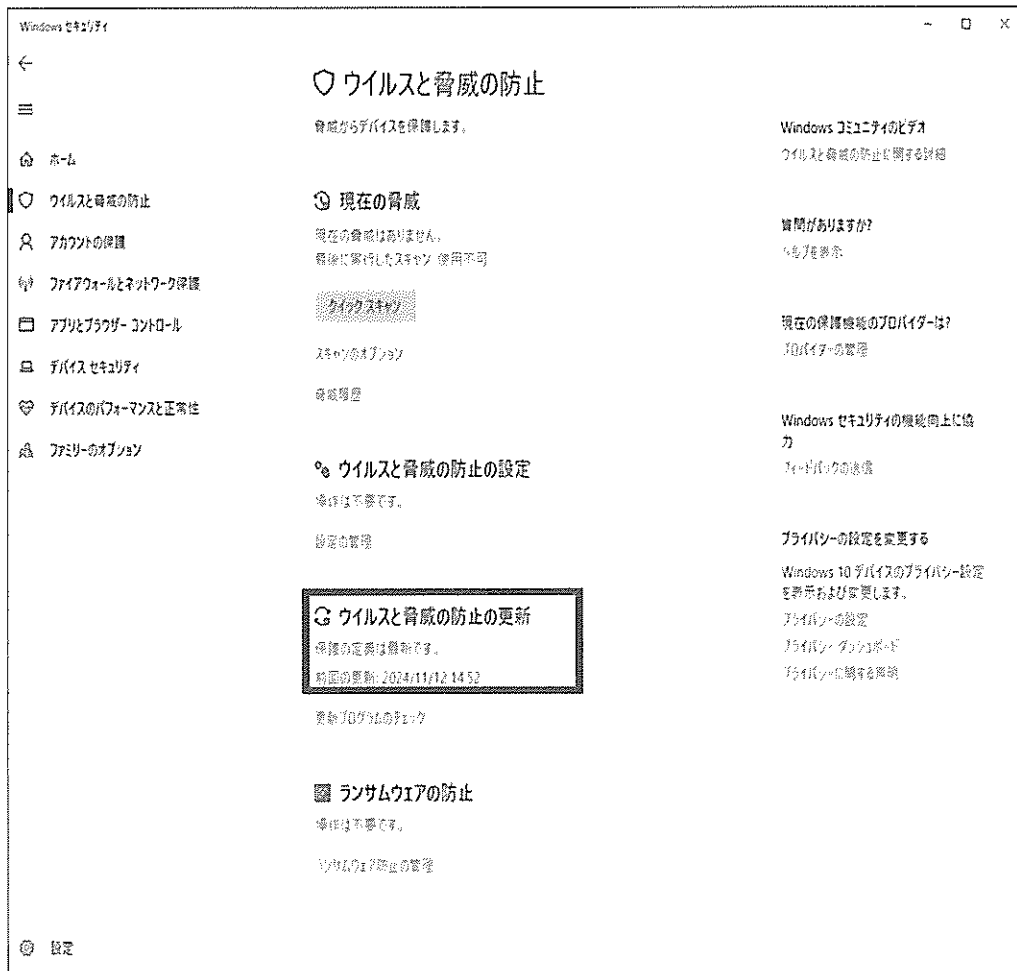 Windows セキュリティ
ホーム
ウイルスと脅威の防止
アカウントの保護
ファイアウォールとネットワーク保護
アプリとブラウザー コントロール
デバイス セキュリティ
デバイスのパフォーマンスと正常性
ファミリーのオプション
設定
ウイルスと脅威の防止
脅威からデバイスを保護します。
現在の脅威
現在の脅威はありません。
最後に実行したスキャン: 使用不可
クイック スキャン
スキャンのオプション
脅威履歴
ウイルスと脅威の防止の設定
操作は不要です。
設定の管理
ウイルスと脅威の防止の更新
保護の定義は最新です。
前回の更新: 2024/11/12 14:52
更新プログラムのチェック
ランサムウェアの防止
操作は不要です。
ランサムウェア防止の管理
Windows コミュニティのビデオ
ウイルスと脅威の防止に関する詳細
質問がありますか?
ヘルプを表示
現在の保護機能のプロバイダーは?
プロバイダーの管理
Windows セキュリティの機能向上に協
力
フィードバックの送信
プライバシーの設定を変更する
Windows 10 デバイスのプライバシー設定
を表示および変更します。
プライバシーの設定
プライバシー ダッシュボード
プライバシーに関する声明